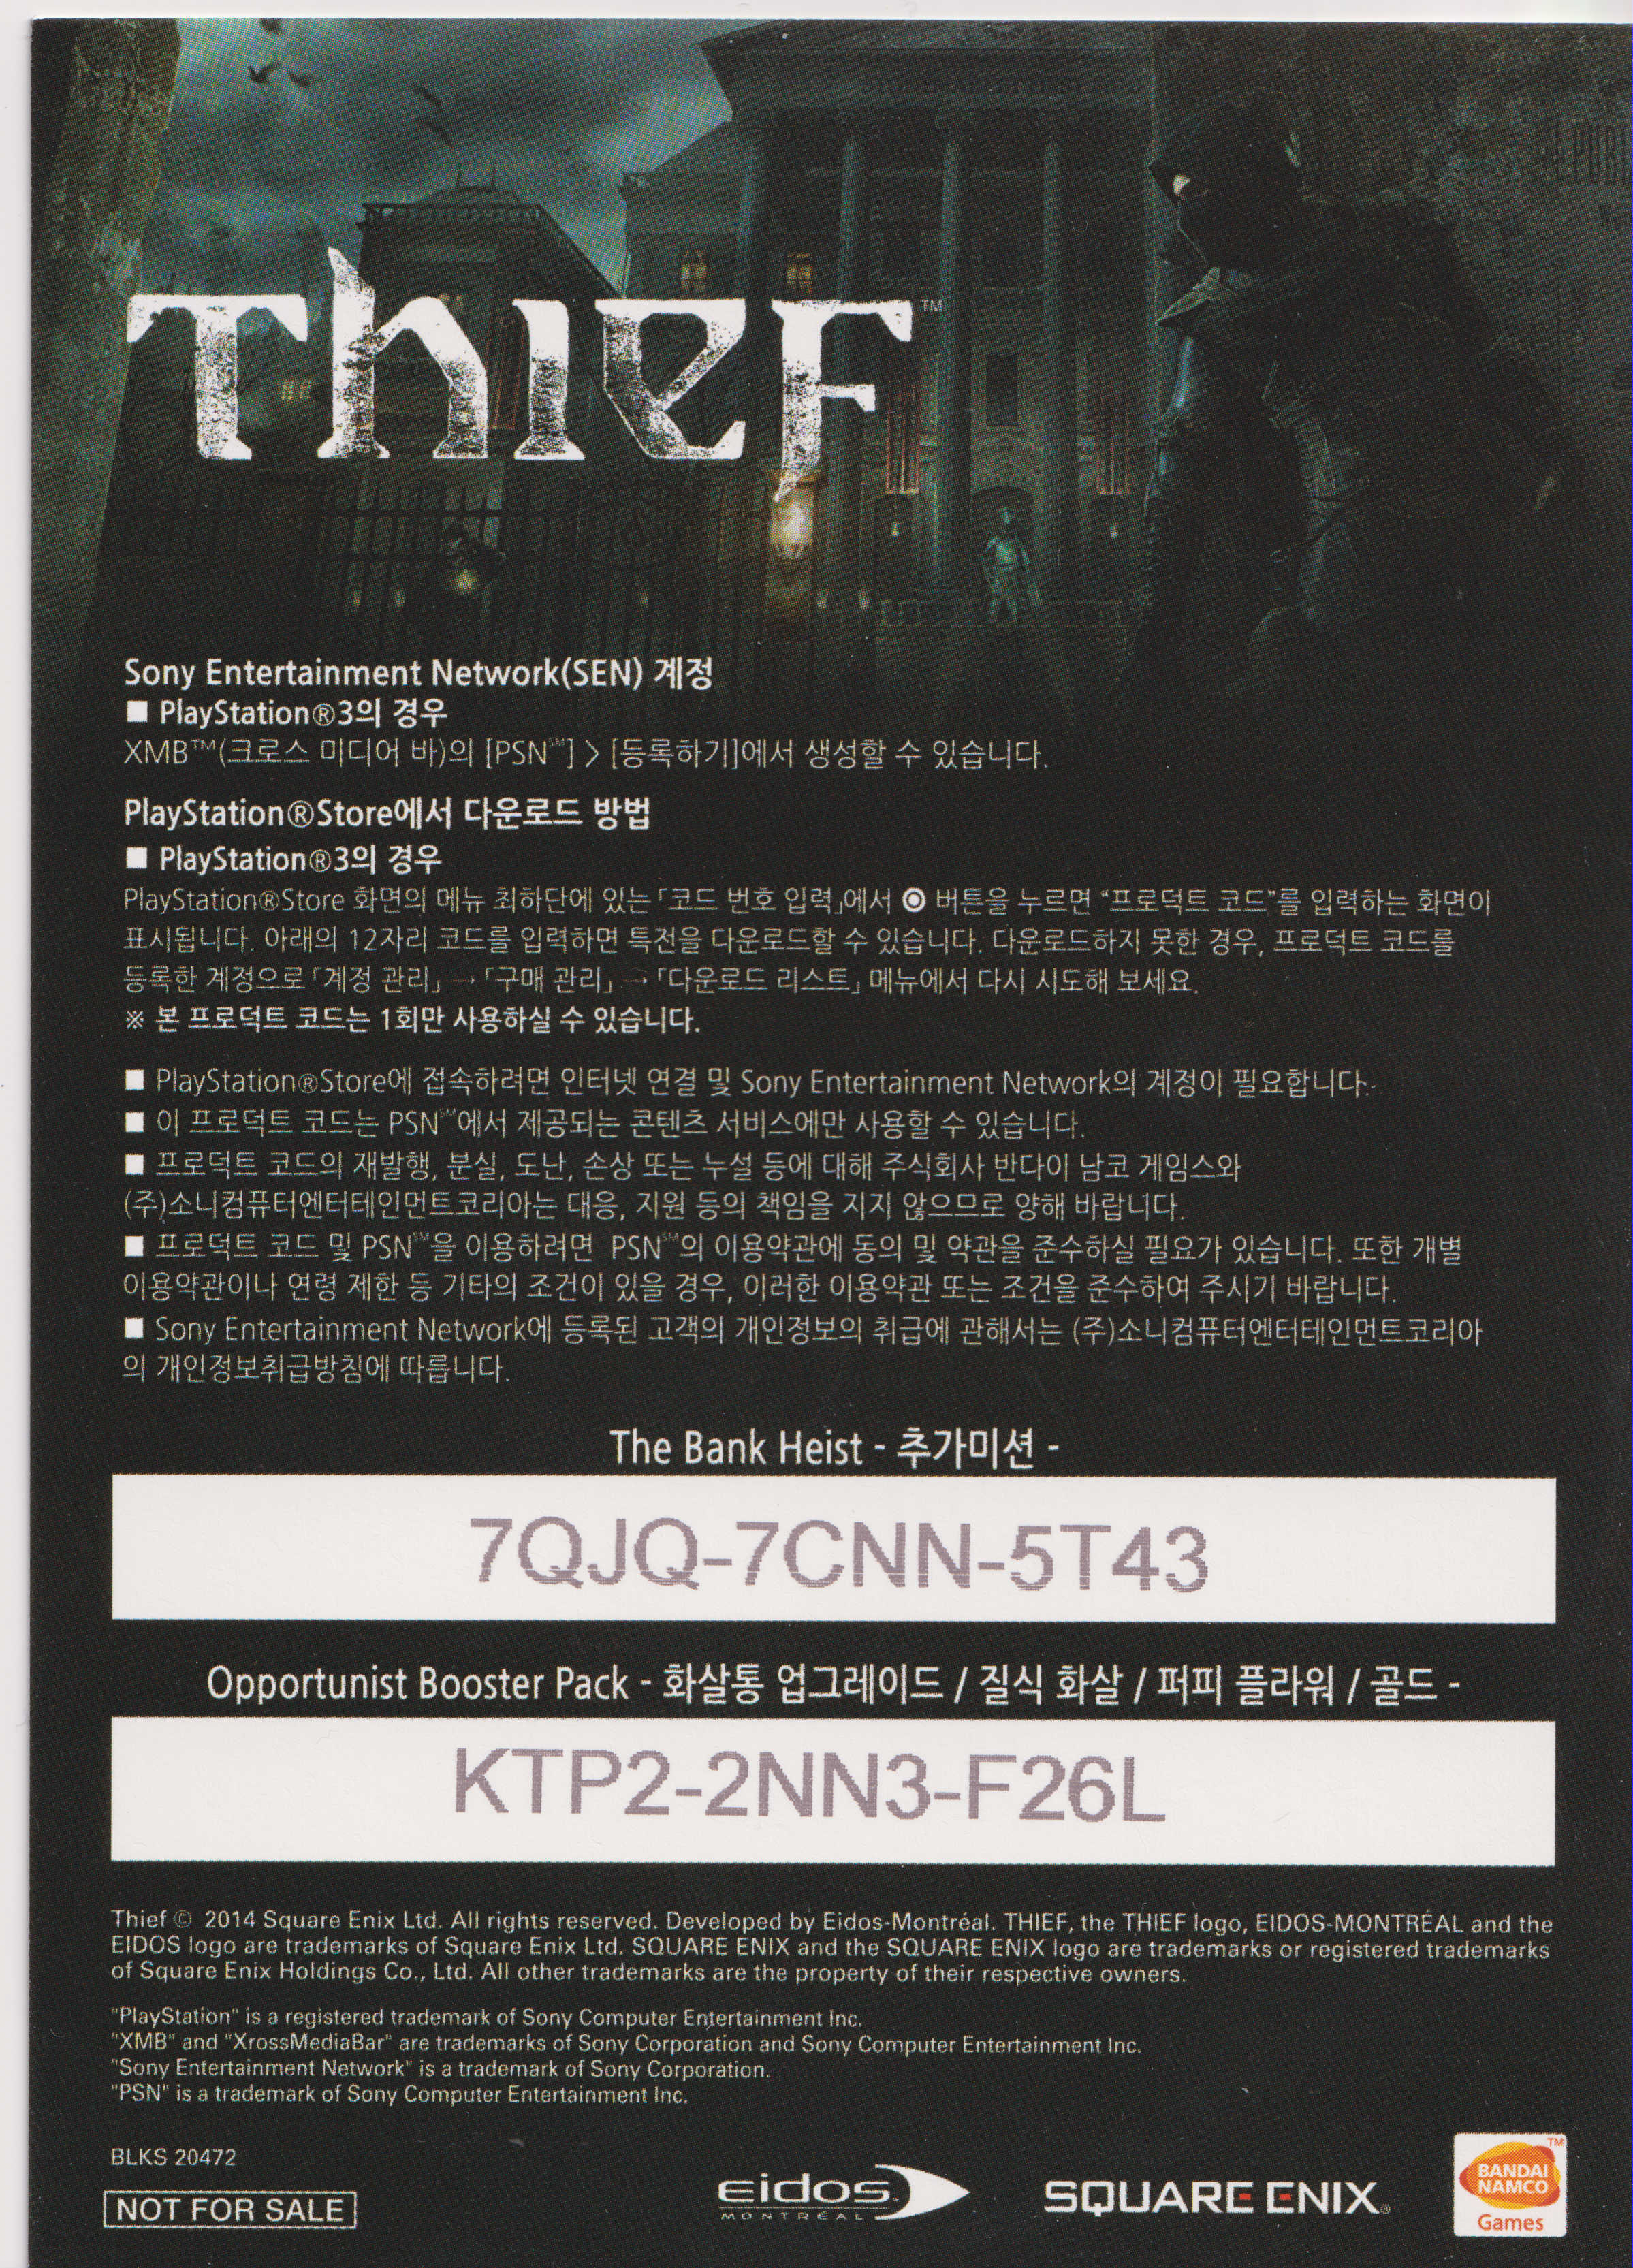 THIEF™
Sony Entertainment Network(SEN) 계정
■ PlayStation®3의 경우
XMB™(크로스 미디어 바)의 [PSN℠] > [등록하기]에서 생성할 수 있습니다.
PlayStation®Store에서 다운로드 방법
■ PlayStation®3의 경우
PlayStation®Store 화면의 메뉴 최하단에 있는 「코드 번호 입력」에서 ◎ 버튼을 누르면 “프로덕트 코드”를 입력하는 화면이
표시됩니다. 아래의 12자리 코드를 입력하면 특전을 다운로드할 수 있습니다. 다운로드하지 못한 경우, 프로덕트 코드를
등록한 계정으로 「계정 관리」 → 「구매 관리」 → 「다운로드 리스트」 메뉴에서 다시 시도해 보세요.
※ 본 프로덕트 코드는 1회만 사용하실 수 있습니다.
■ PlayStation®Store에 접속하려면 인터넷 연결 및 Sony Entertainment Network의 계정이 필요합니다.
■ 이 프로덕트 코드는 PSN℠에서 제공되는 콘텐츠 서비스에만 사용할 수 있습니다.
■ 프로덕트 코드의 재발행, 분실, 도난, 손상 또는 누설 등에 대해 주식회사 반다이 남코 게임스와
(주)소니컴퓨터엔터테인먼트코리아는 대응, 지원 등의 책임을 지지 않으므로 양해 바랍니다.
■ 프로덕트 코드 및 PSN℠을 이용하려면 PSN℠의 이용약관에 동의 및 약관을 준수하실 필요가 있습니다. 또한 개별
이용약관이나 연령 제한 등 기타의 조건이 있을 경우, 이러한 이용약관 또는 조건을 준수하여 주시기 바랍니다.
■ Sony Entertainment Network에 등록된 고객의 개인정보의 취급에 관해서는 (주)소니컴퓨터엔터테인먼트코리아
의 개인정보취급방침에 따릅니다.
The Bank Heist - 추가미션 -
7QJQ-7CNN-5T43
Opportunist Booster Pack - 화살통 업그레이드 / 질식 화살 / 퍼피 플라워 / 골드 -
KTP2-2NN3-F26L
Thief © 2014 Square Enix Ltd. All rights reserved. Developed by Eidos-Montréal. THIEF, the THIEF logo, EIDOS-MONTRÉAL and the
EIDOS logo are trademarks of Square Enix Ltd. SQUARE ENIX and the SQUARE ENIX logo are trademarks or registered trademarks
of Square Enix Holdings Co., Ltd. All other trademarks are the property of their respective owners.
"PlayStation" is a registered trademark of Sony Computer Entertainment Inc.
"XMB" and "XrossMediaBar" are trademarks of Sony Corporation and Sony Computer Entertainment Inc.
"Sony Entertainment Network" is a trademark of Sony Corporation.
"PSN" is a trademark of Sony Computer Entertainment Inc.
BLKS 20472
NOT FOR SALE
eidos
MONTRÉAL
SQUARE ENIX®
BANDAI
NAMCO™
Games